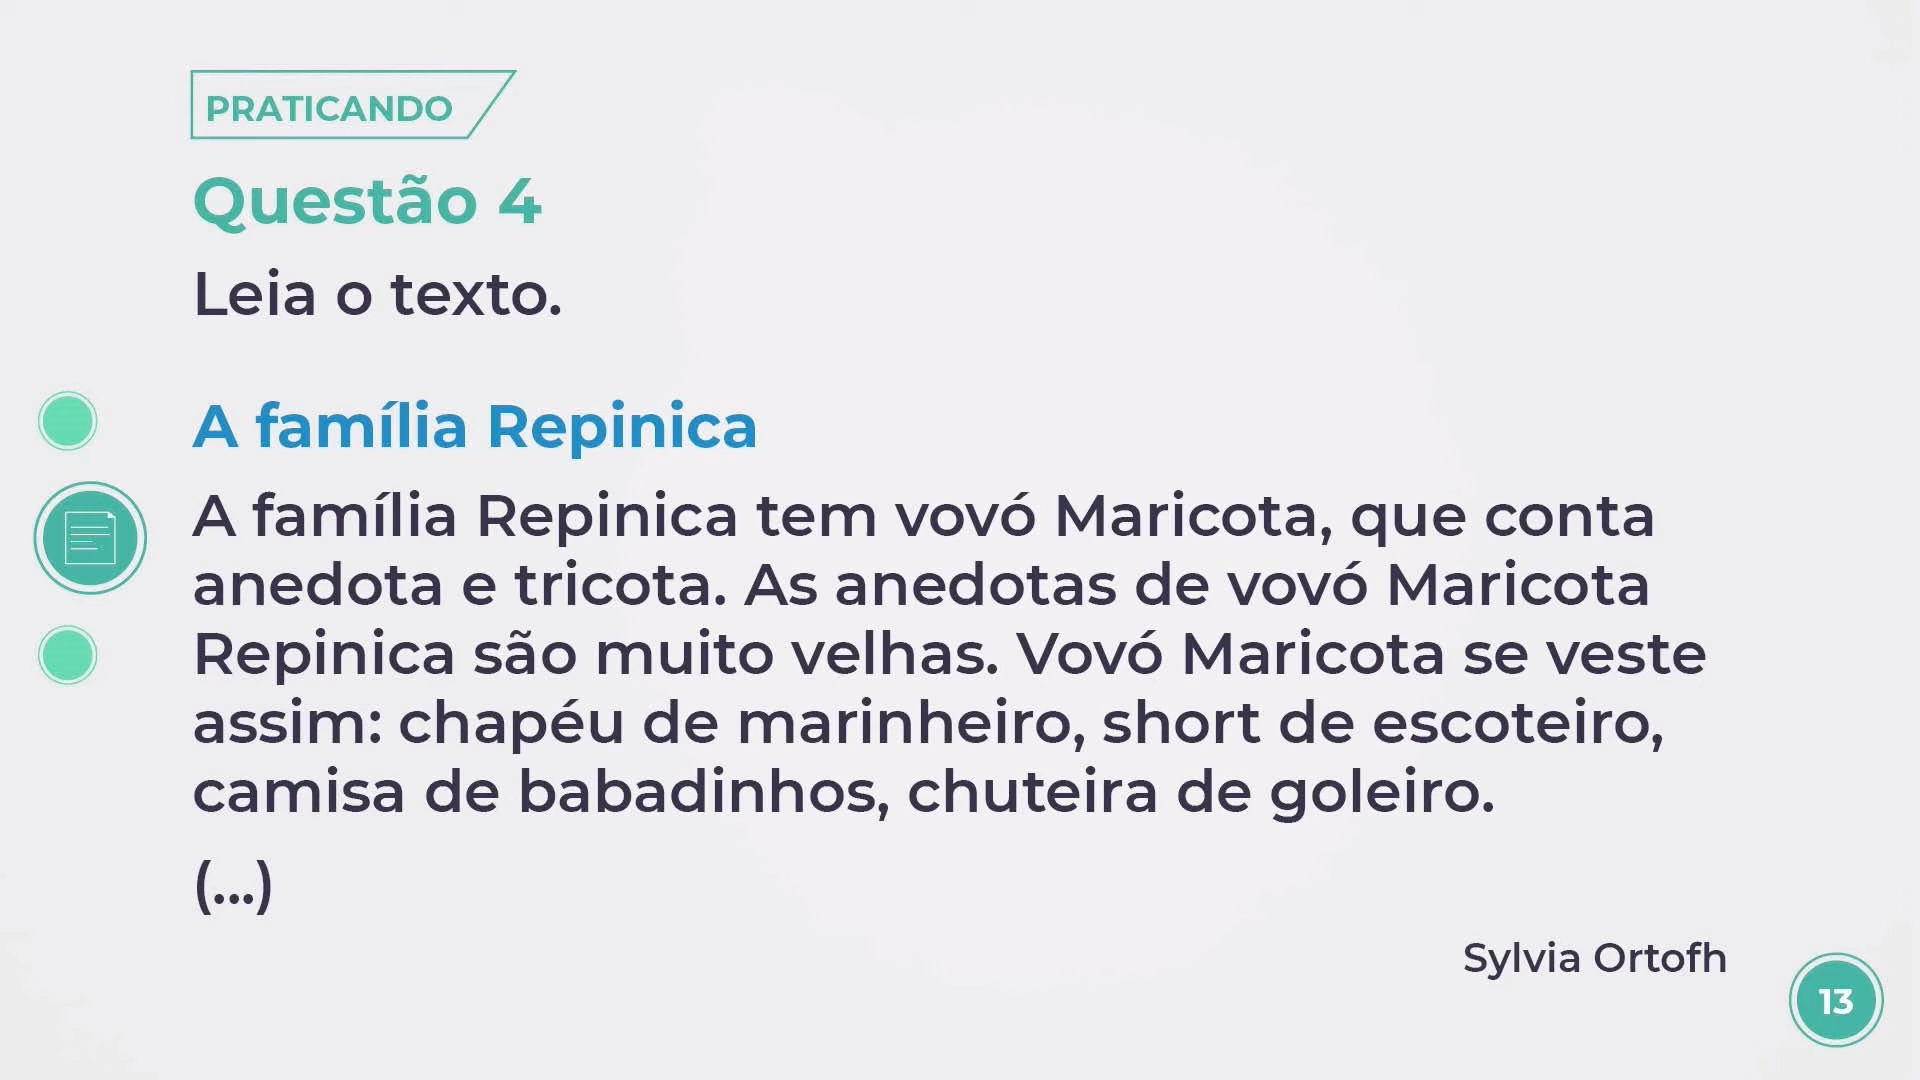 PRATICANDO
Questão 4
Leia o texto.
A família Repinica
A família Repinica tem vovó Maricota, que conta
anedota e tricota. As anedotas de vovó Maricota
Repinica são muito velhas. Vovó Maricota se veste
assim: chapéu de marinheiro, short de escoteiro,
camisa de babadinhos, chuteira de goleiro.
(...)
Sylvia Ortofh
13